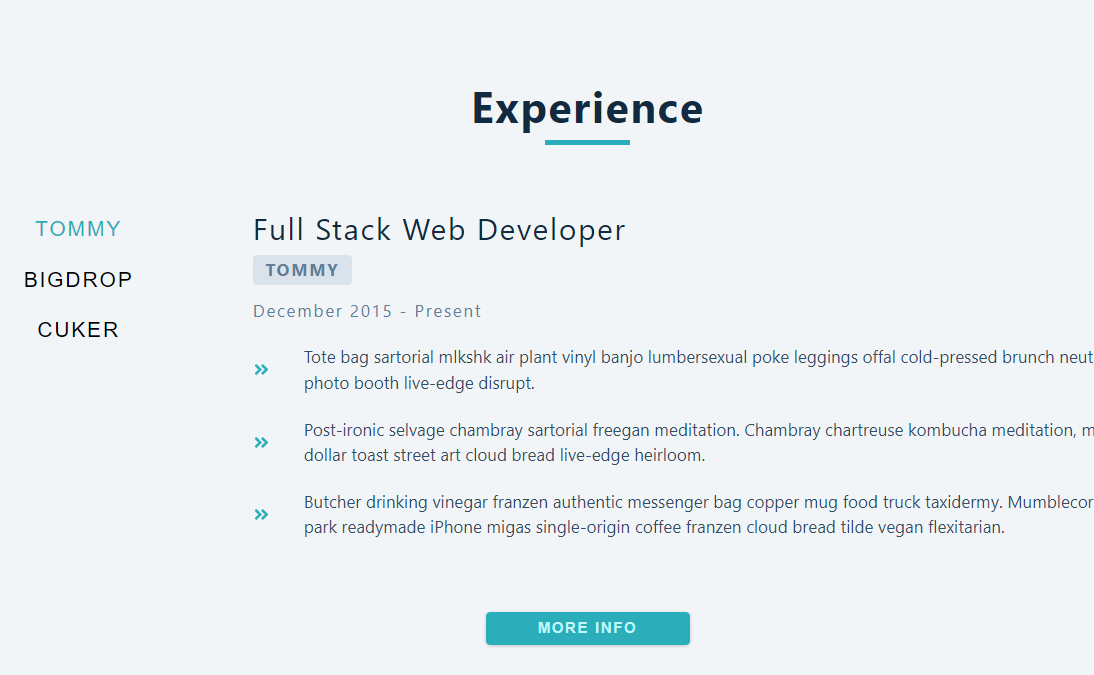 Experience
TOMMY
BIGDROP
CUKER
Full Stack Web Developer
TOMMY
December 2015 - Present
Tote bag sartorial mlkshk air plant vinyl banjo lumbersexual poke leggings offal cold-pressed brunch neut
photo booth live-edge disrupt.
Post-ironic selvage chambray sartorial freegan meditation. Chambray chartreuse kombucha meditation, m
dollar toast street art cloud bread live-edge heirloom.
Butcher drinking vinegar franzen authentic messenger bag copper mug food truck taxidermy. Mumblecor
park readymade iPhone migas single-origin coffee franzen cloud bread tilde vegan flexitarian.
MORE INFO